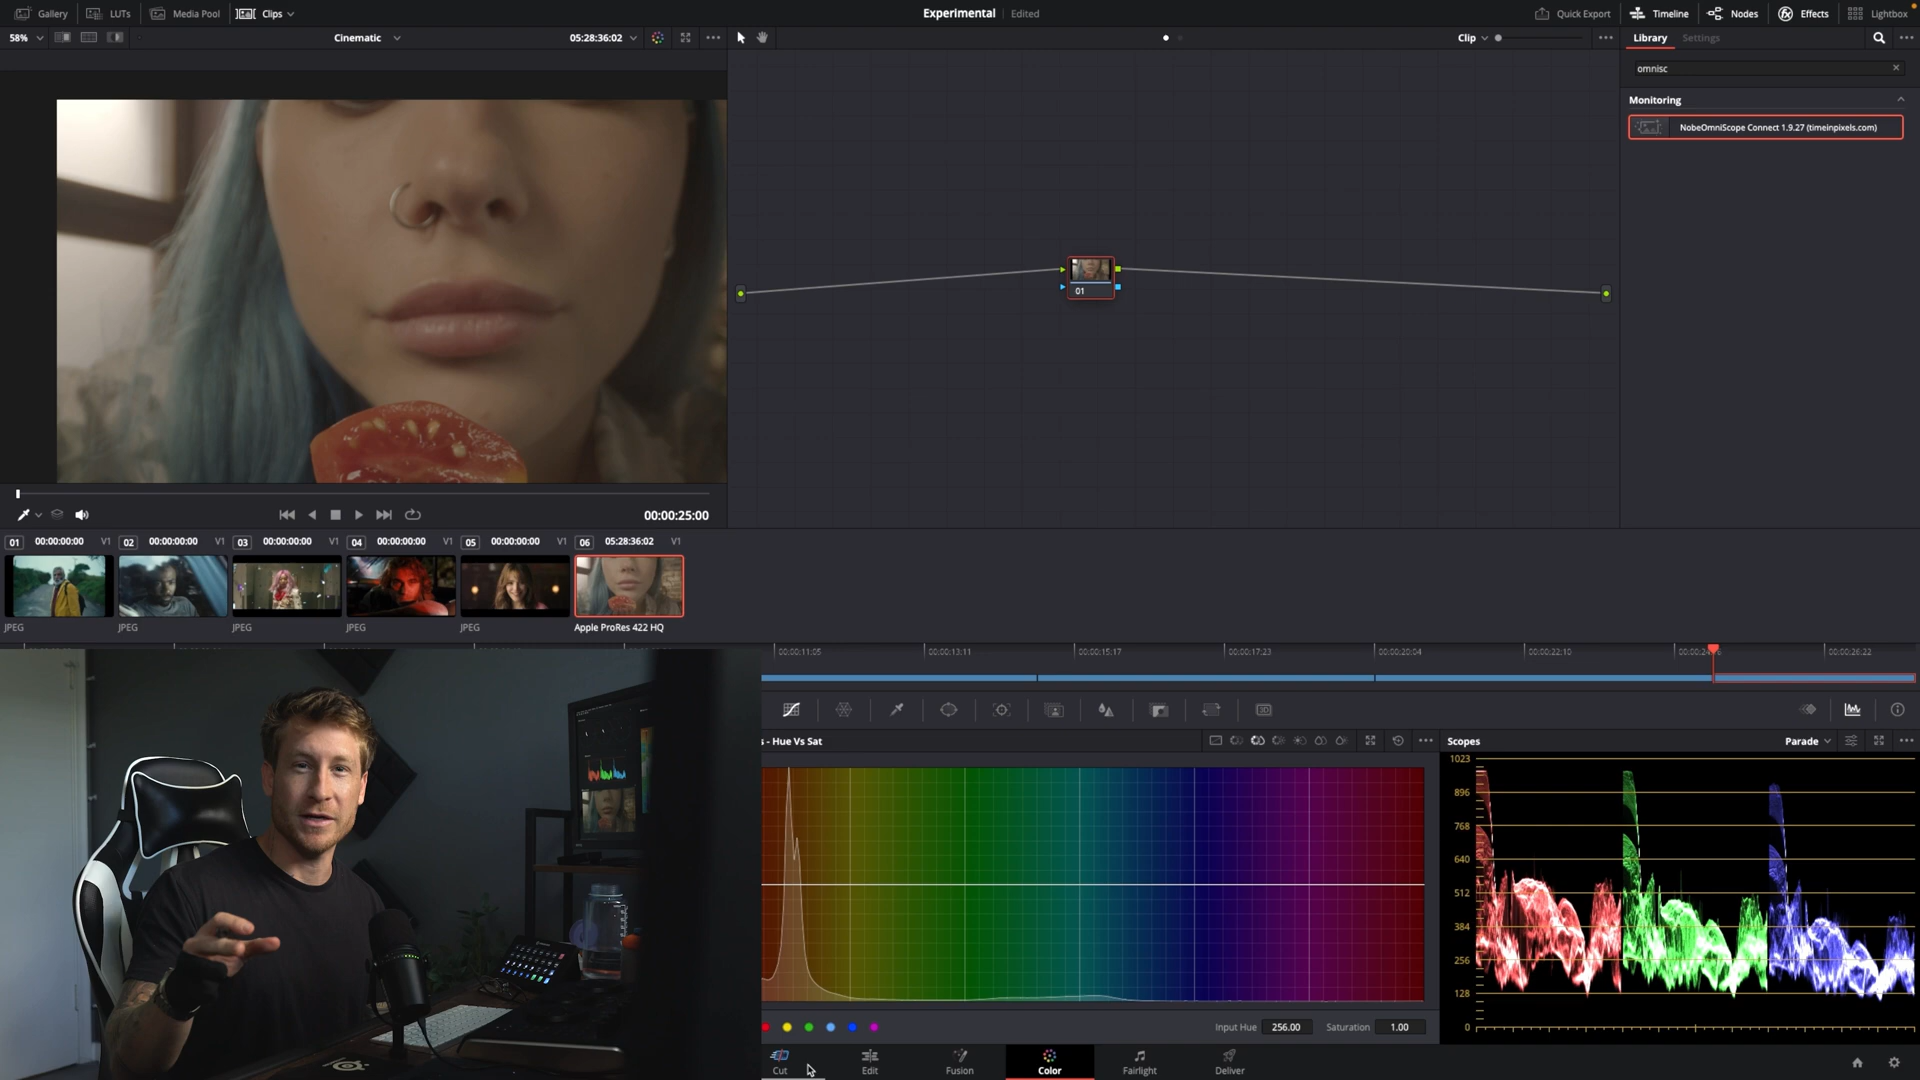 Gallery LUTs Media Pool Clips Experimental Edited Quick Export Timeline Nodes Effects Lightbox
58% Cinematic 05:28:36:02 Clip Library Settings
omnisc
Monitoring
NobeOmniScope Connect 1.9.27 (timeinpixels.com)
01
00:00:25:00
01 00:00:00:00 V1 02 00:00:00:00 V1 03 00:00:00:00 V1 04 00:00:00:00 V1 05 00:00:00:00 V1 06 05:28:36:02 V1
JPEG JPEG JPEG JPEG JPEG Apple ProRes 422 HQ
00:00:11:05 00:00:13:11 00:00:15:17 00:00:17:23 00:00:20:04 00:00:22:10 00:00:26:22
s - Hue Vs Sat Scopes Parade
1023
896
768
640
512
384
256
128
0
Input Hue 256.00 Saturation 1.00
Cut Edit Fusion Color Fairlight Deliver